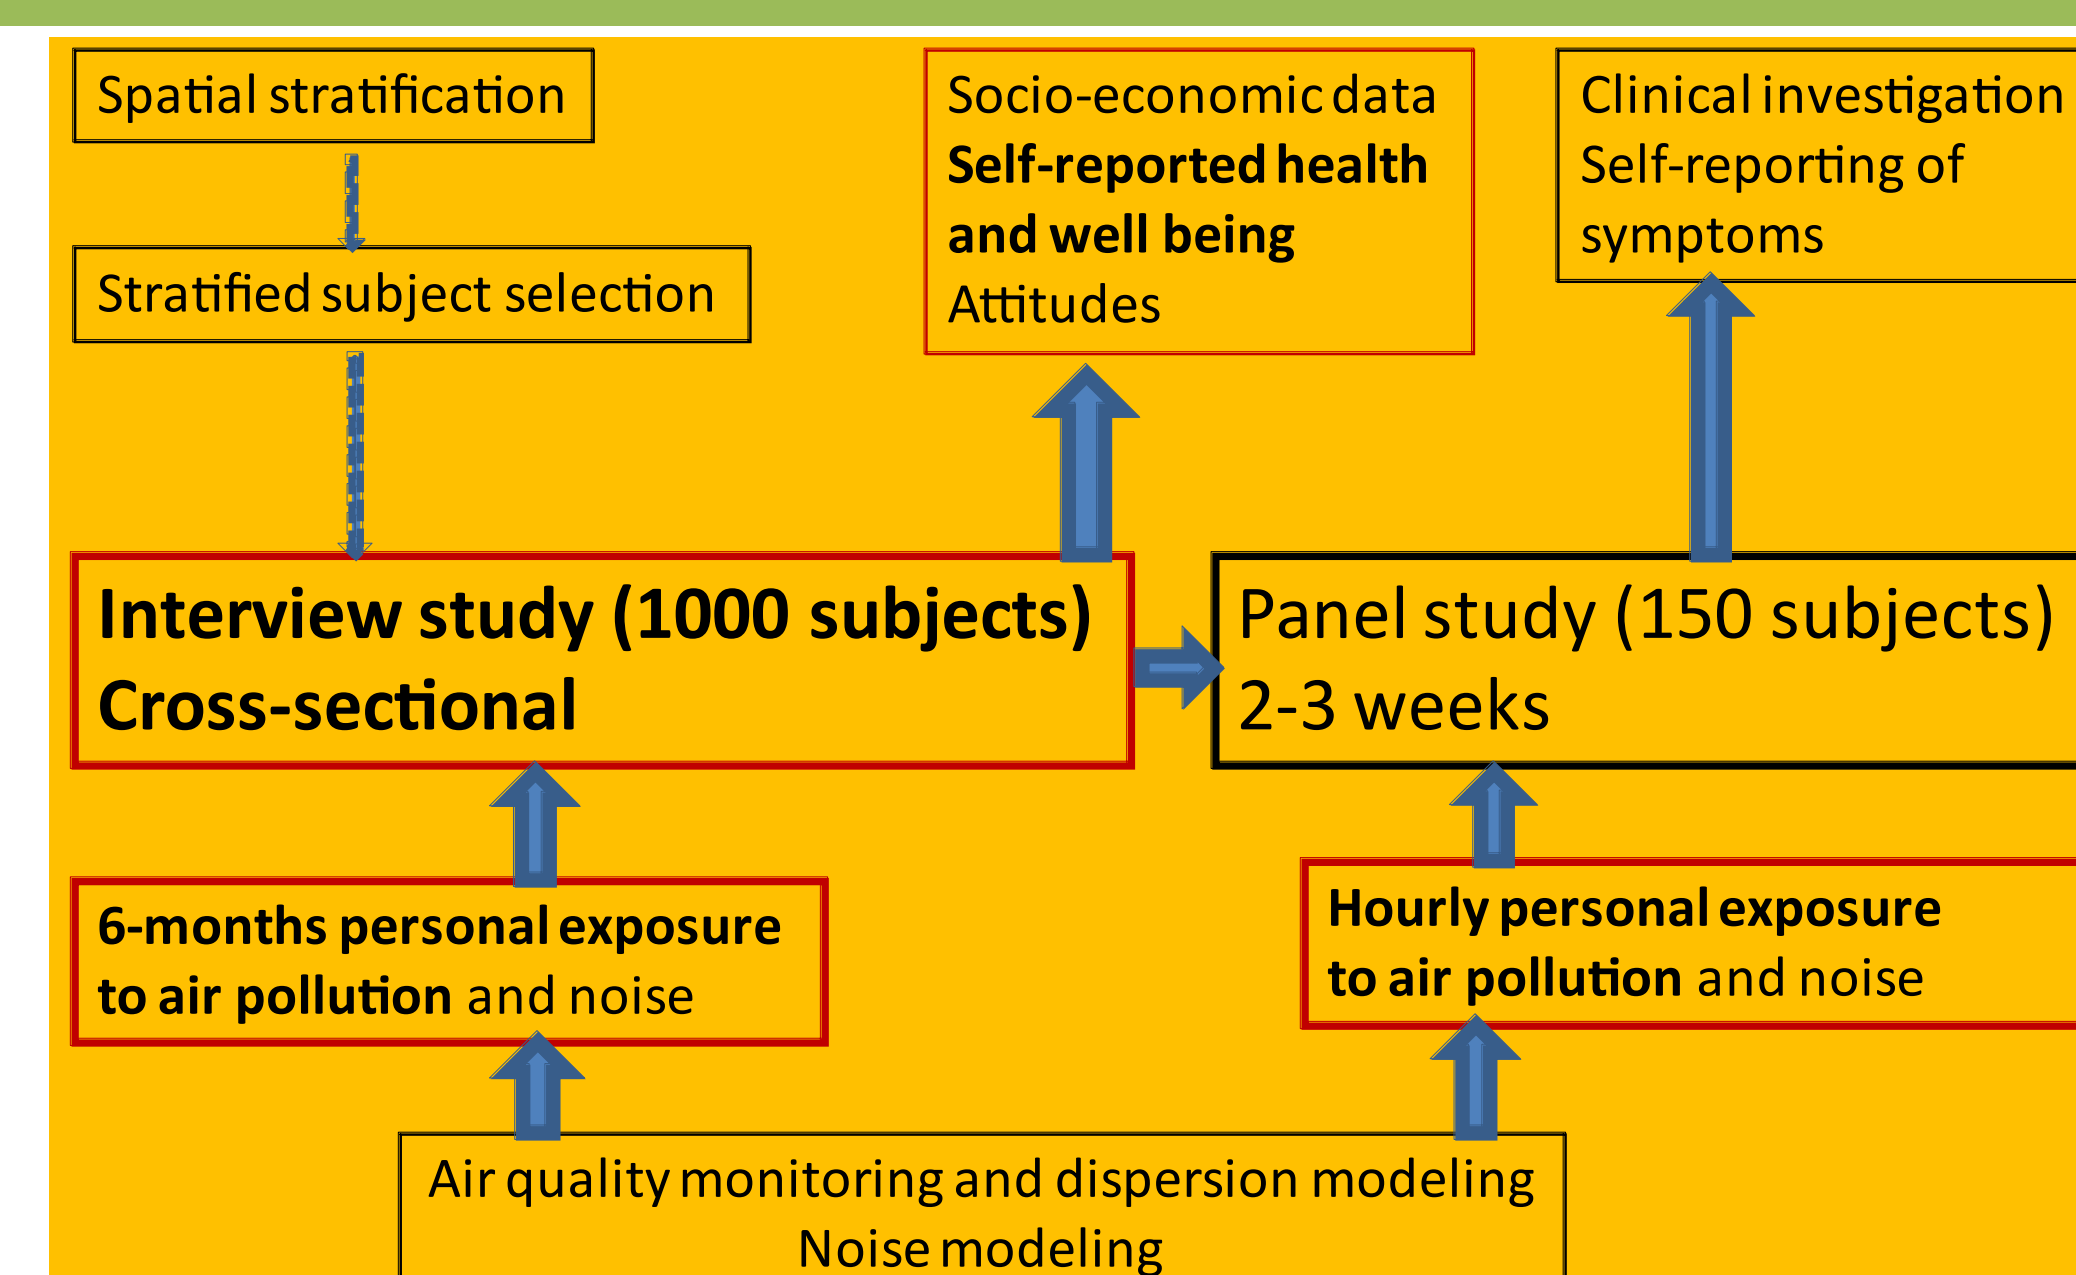 Spatial stratification
Stratified subject selection
Socio-economic data
Self-reported health
and well being
Attitudes
Clinical investigation
Self-reporting of
symptoms
Interview study (1000 subjects)
Cross-sectional
Panel study (150 subjects)
2-3 weeks
6-months personal exposure
to air pollution and noise
Hourly personal exposure
to air pollution and noise
Air quality monitoring and dispersion modeling
Noise modeling